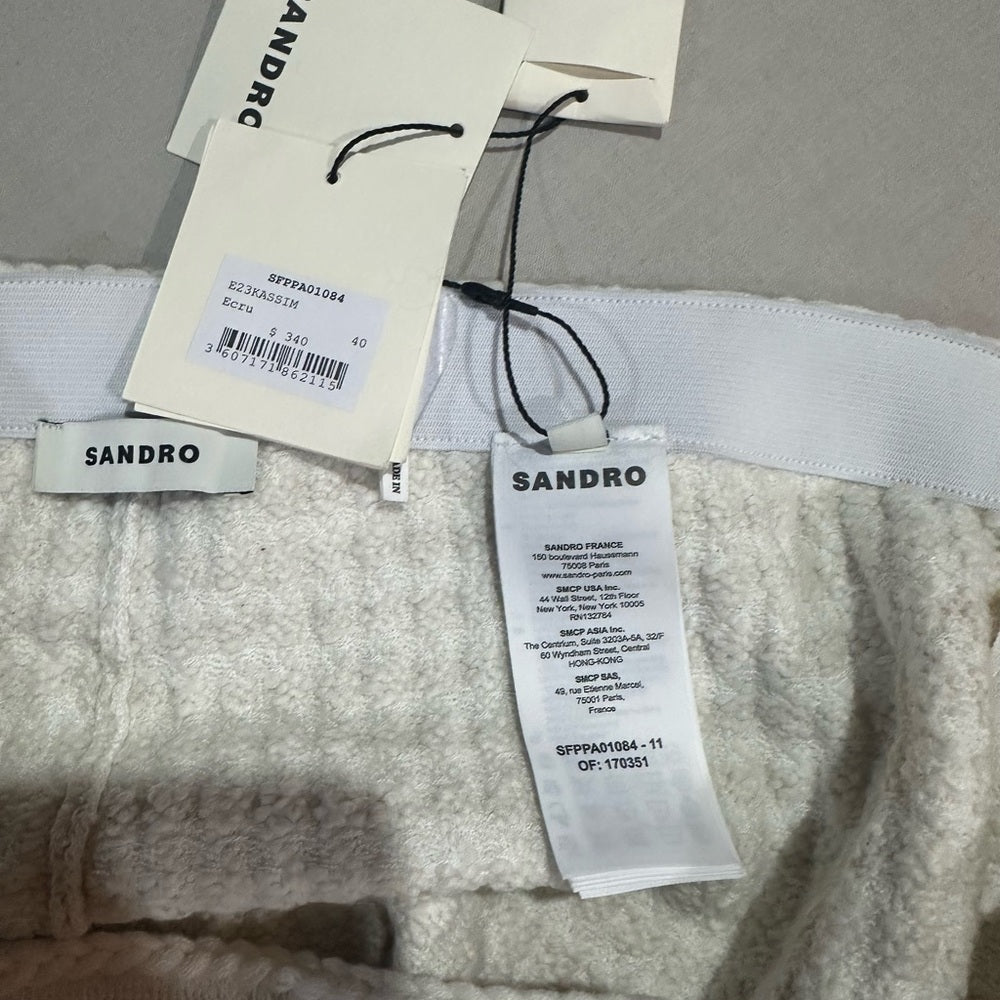 SANDRO
SFPPA01084
E23KASSIM
Ecru
$ 340 40
3 607171 862115
SANDRO
MADE IN
SANDRO
SANDRO FRANCE
150 boulevard Haussmann
75008 Paris
www.sandro-paris.com
SMCP USA Inc.
44 Wall Street, 12th Floor
New York, New York 10005
RN132784
SMCP ASIA Inc.
The Centrium, Suite 3203A-5A, 32/F
60 Wyndham Street, Central
HONG-KONG
SMCP SAS,
49, rue Etienne Marcel,
75001 Paris,
France
SFPPA01084 - 11
OF: 170351